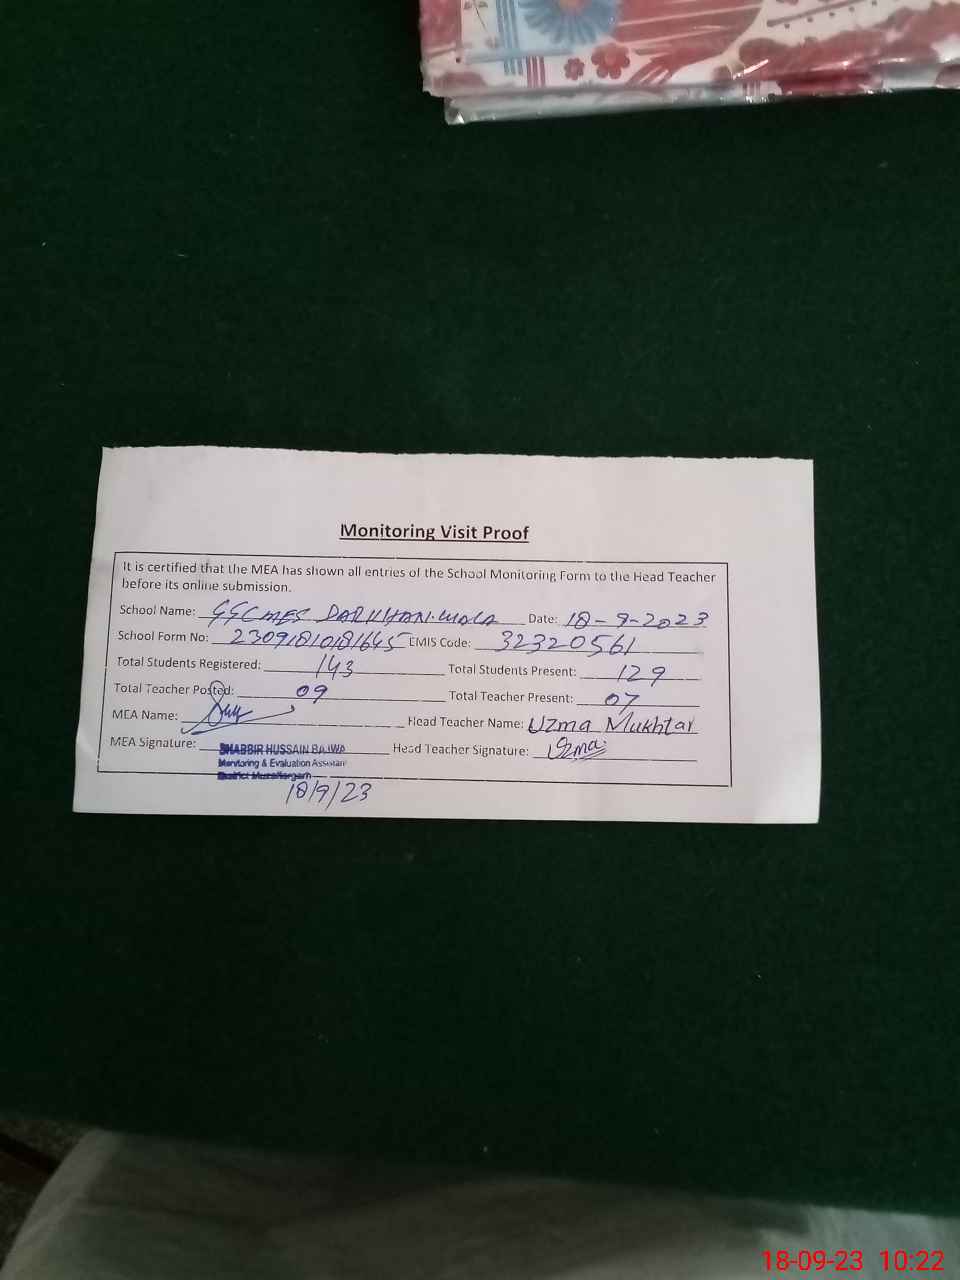 Monitoring Visit Proof
It is certified that the MEA has shown all entries of the School Monitoring Form to the Head Teacher
before its online submission.
School Name: GGCMES DARKHAN.WALA Date: 18-9-2023
School Form No: 23091810181645 EMIS Code: 32320561
Total Students Registered: 143 Total Students Present: 129
Total Teacher Posted: 09 Total Teacher Present: 07
MEA Name: Head Teacher Name: Uzma Mukhtar
MEA Signature: SHABBIR HUSSAIN BAJWA Head Teacher Signature: Uzma
Monitoring & Evaluation Assistant
District Muzaffargarh
18/9/23
18-09-23 10:22